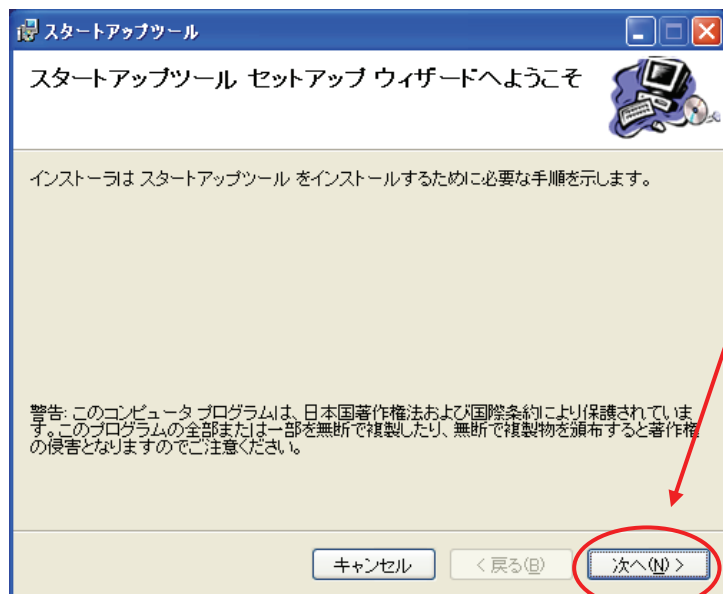 スタートアップツール
スタートアップツール セットアップ ウィザードへようこそ
インストーラは スタートアップツール をインストールするために必要な手順を示します。
警告: このコンピュータ プログラムは、日本国著作権法および国際条約により保護されていま
す。このプログラムの全部または一部を無断で複製したり、無断で複製物を頒布すると著作権
の侵害となりますのでご注意ください。
キャンセル < 戻る(B) 次へ(N) >